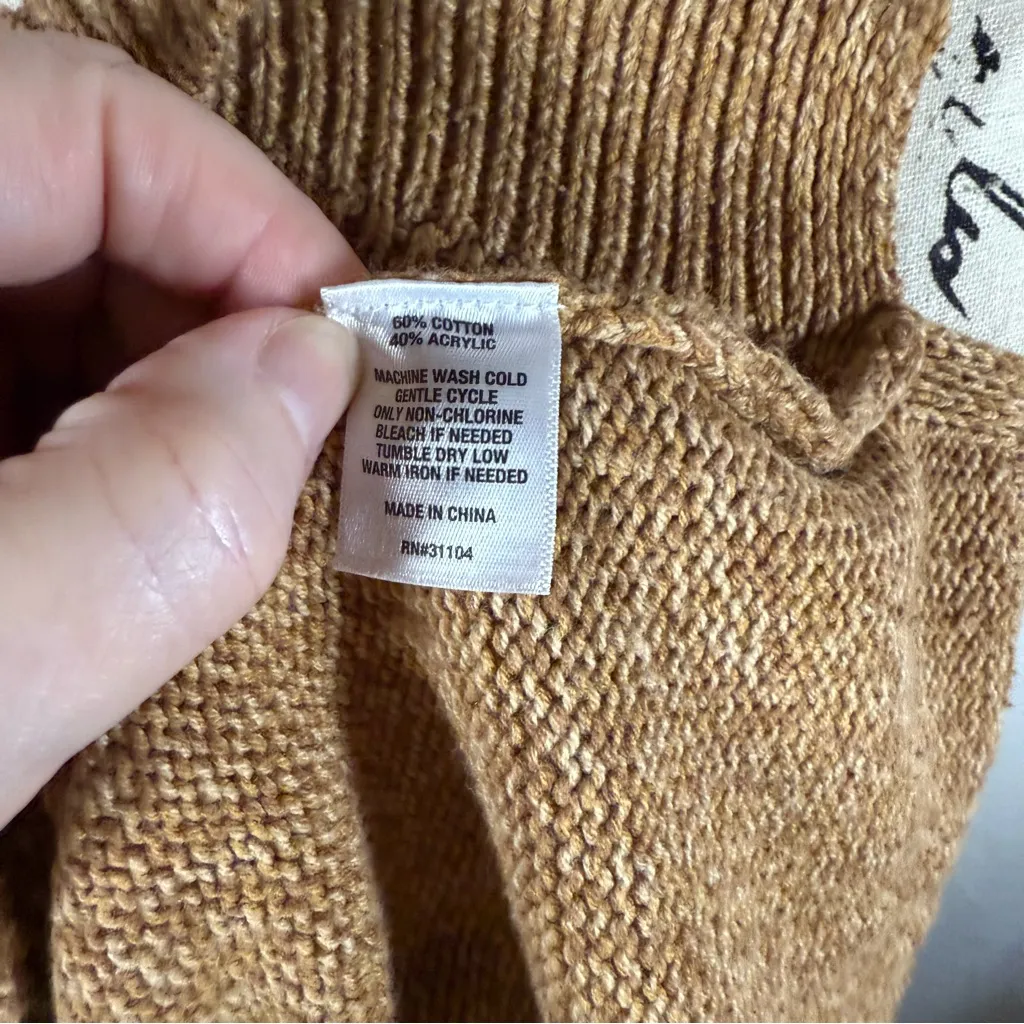 60% COTTON
40% ACRYLIC
MACHINE WASH COLD
GENTLE CYCLE
ONLY NON-CHLORINE
BLEACH IF NEEDED
TUMBLE DRY LOW
WARM IRON IF NEEDED
MADE IN CHINA
RN#31104